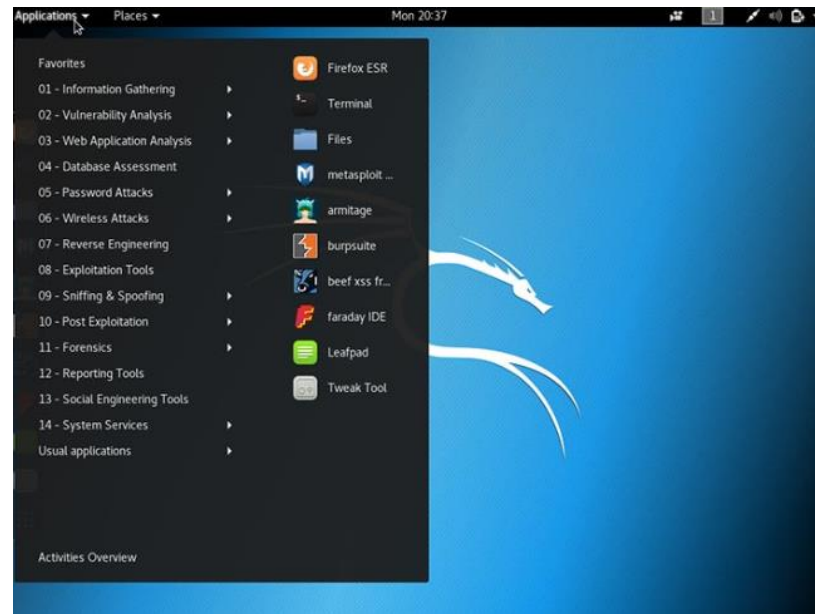 Applications Places Mon 20:37 1
Favorites
01 - Information Gathering
02 - Vulnerability Analysis
03 - Web Application Analysis
04 - Database Assessment
05 - Password Attacks
06 - Wireless Attacks
07 - Reverse Engineering
08 - Exploitation Tools
09 - Sniffing & Spoofing
10 - Post Exploitation
11 - Forensics
12 - Reporting Tools
13 - Social Engineering Tools
14 - System Services
Usual applications
Activities Overview
Firefox ESR
Terminal
Files
metasploit ...
armitage
burpsuite
beef xss fr...
faraday IDE
Leafpad
Tweak Tool